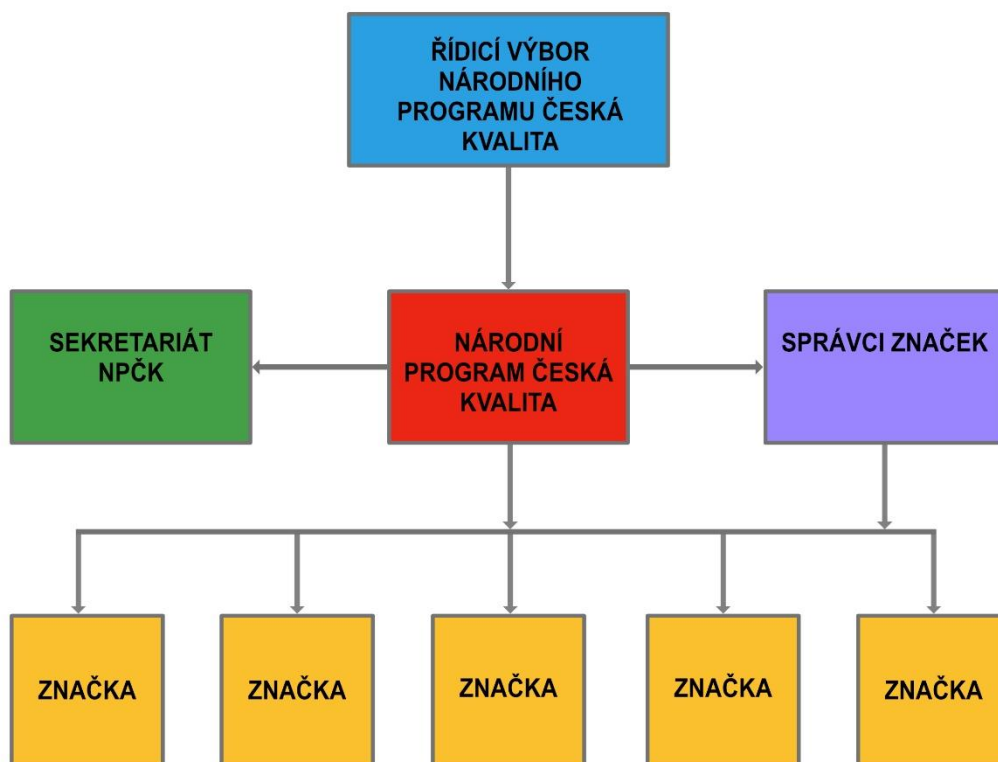 ŘÍDICÍ VÝBOR
NÁRODNÍHO
PROGRAMU ČESKÁ
KVALITA
SEKRETARIÁT
NPČK
NÁRODNÍ
PROGRAM ČESKÁ
KVALITA
SPRÁVCI ZNAČEK
ZNAČKA
ZNAČKA
ZNAČKA
ZNAČKA
ZNAČKA